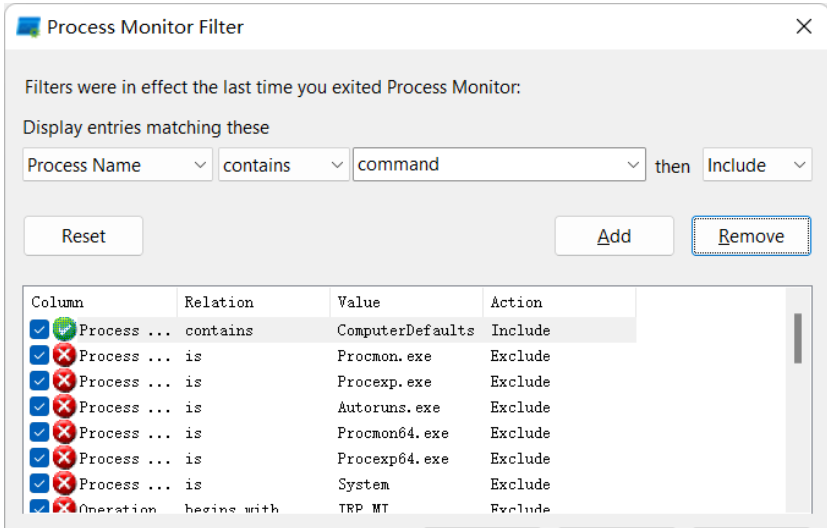 Process Monitor Filter
Filters were in effect the last time you exited Process Monitor:
Display entries matching these
Process Name contains command then Include
Reset Add Remove
Column Relation Value Action
Process ... contains ComputerDefaults Include
Process ... is Procmon.exe Exclude
Process ... is Procexp.exe Exclude
Process ... is Autoruns.exe Exclude
Process ... is Procmon64.exe Exclude
Process ... is Procexp64.exe Exclude
Process ... is System Exclude
Operation begins with IRP_MJ Exclude